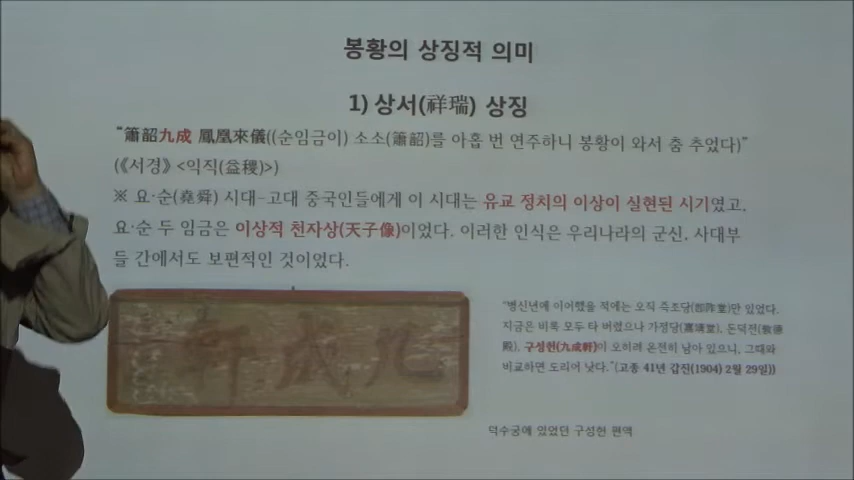 봉황의 상징적 의미
1) 상서(祥瑞) 상징
“簫韶九成 鳳凰來儀((순임금이) 소소(簫韶)를 아홉 번 연주하니 봉황이 와서 춤 추었다)”
(《서경》 <익직(益稷)>)
※ 요·순(堯舜) 시대-고대 중국인들에게 이 시대는 유교 정치의 이상이 실현된 시기였고,
요·순 두 임금은 이상적 천자상(天子像)이었다. 이러한 인식은 우리나라의 군신, 사대부
들 간에서도 보편적인 것이었다.
軒成九
“병신년에 이어했을 적에는 오직 즉조당(卽阼堂)만 있었다.
지금은 비록 모두 타 버렸으나 가정당(嘉靖堂), 돈덕전(敦德
殿), 구성헌(九成軒)이 오히려 온전히 남아 있으니, 그때와
비교하면 도리어 낫다.”(고종 41년 갑진(1904) 2월 29일))
덕수궁에 있었던 구성헌 편액